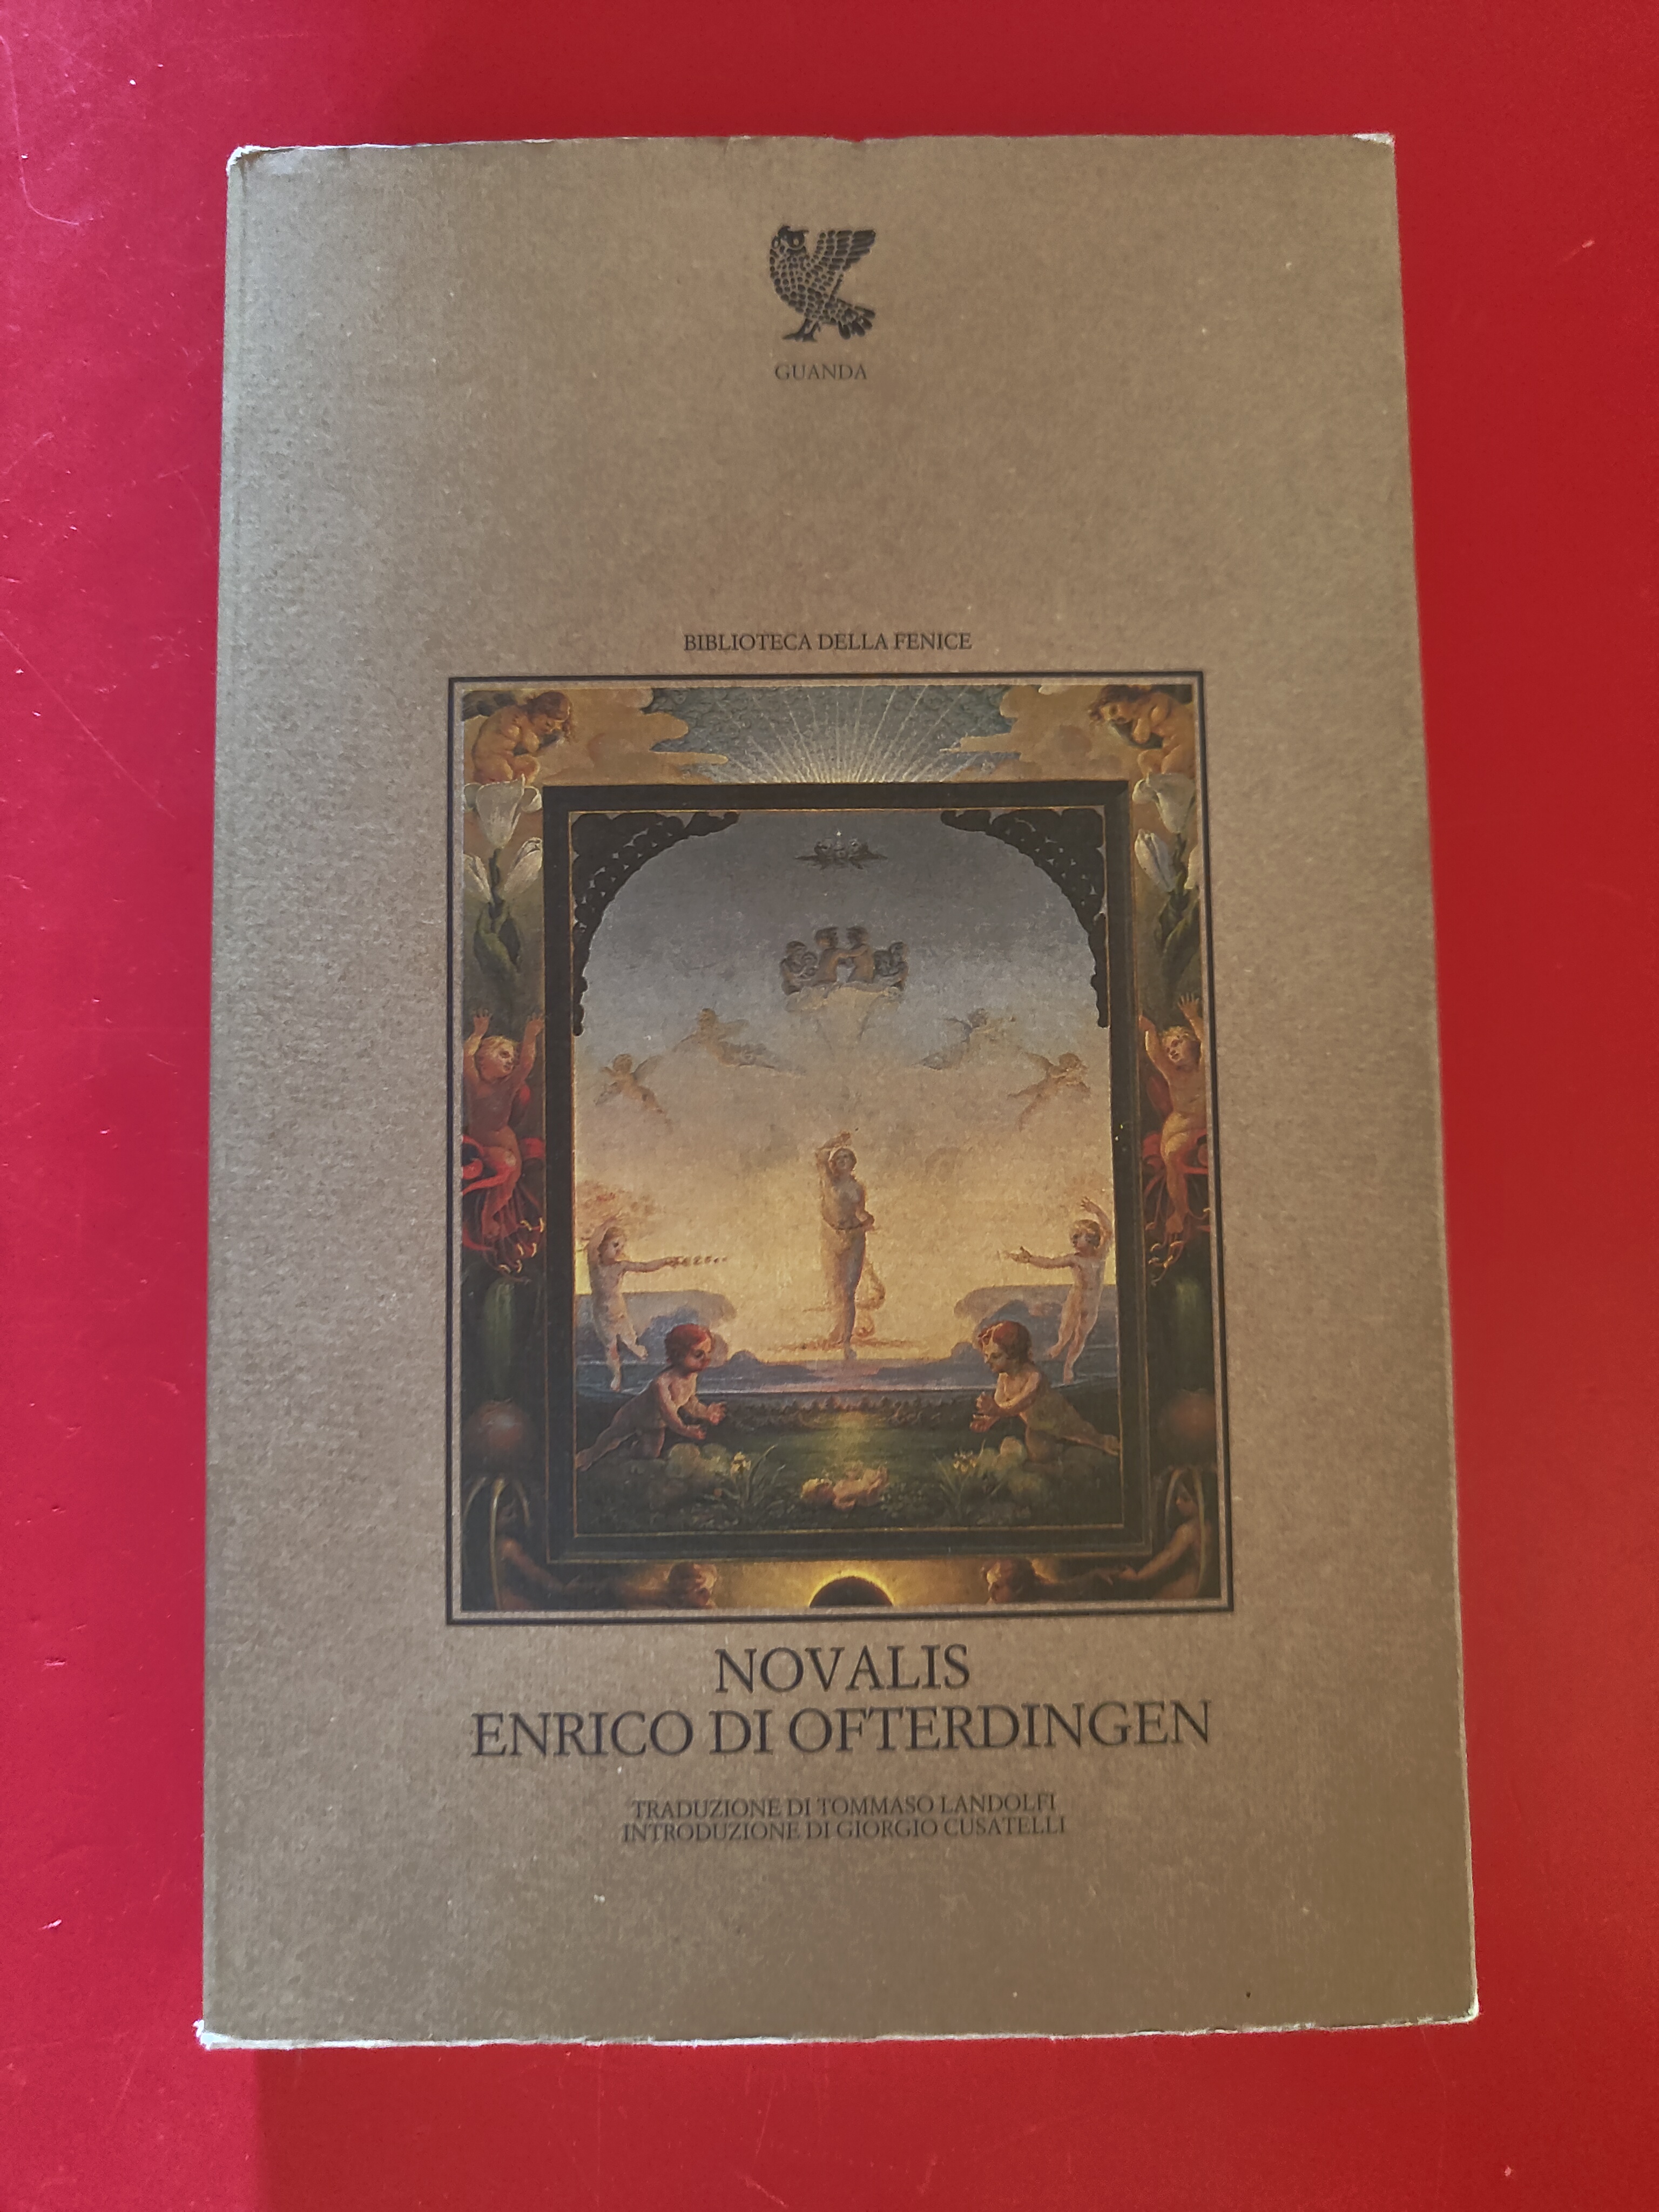 GUANDA
BIBLIOTECA DELLA FENICE
NOVALIS
ENRICO DI OFTERDINGEN
TRADUZIONE DI TOMMASO LANDOLFI
INTRODUZIONE DI GIORGIO CUSATELLI